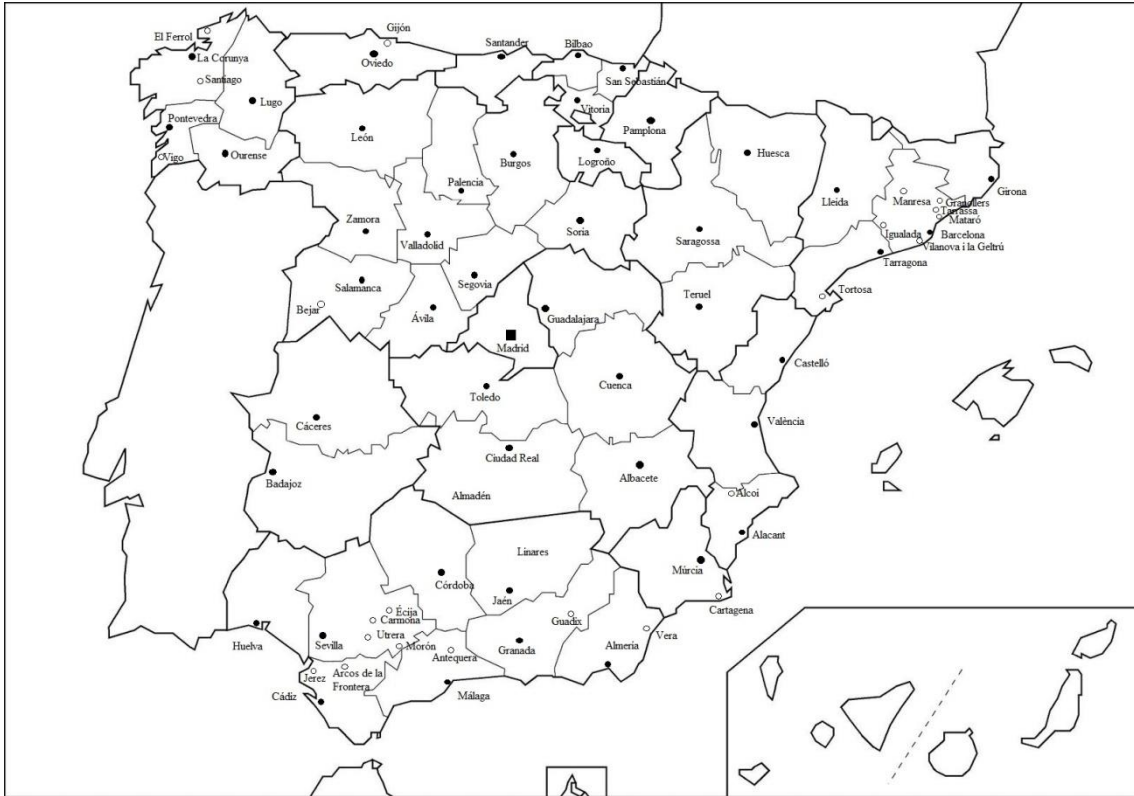 Gijón
El Ferrol
Santander
Bilbao
La Corunya
Oviedo
San Sebastián
Santiago
Lugo
Vitoria
Pontevedra
León
Pamplona
Vigo
Ourense
Burgos
Logroño
Huesca
Palencia
Lleida
Manresa
Girona
Granollers
Tarrassa
Mataró
Zamora
Valladolid
Soria
Saragossa
Igualada
Barcelona
Vilanova i la Geltrú
Tarragona
Salamanca
Segovia
Bejar
Ávila
Guadalajara
Teruel
Tortosa
Madríd
Castelló
Toledo
Cuenca
Cáceres
València
Ciudad Real
Badajoz
Albacete
Almadén
Alcoi
Alacant
Linares
Córdoba
Jaén
Múrcia
Cartagena
Écija
Carmona
Guadix
Utrera
Vera
Huelva
Sevilla
Morón
Antequera
Granada
Almeria
Jerez
Arcos de la
Frontera
Cádiz
Málaga